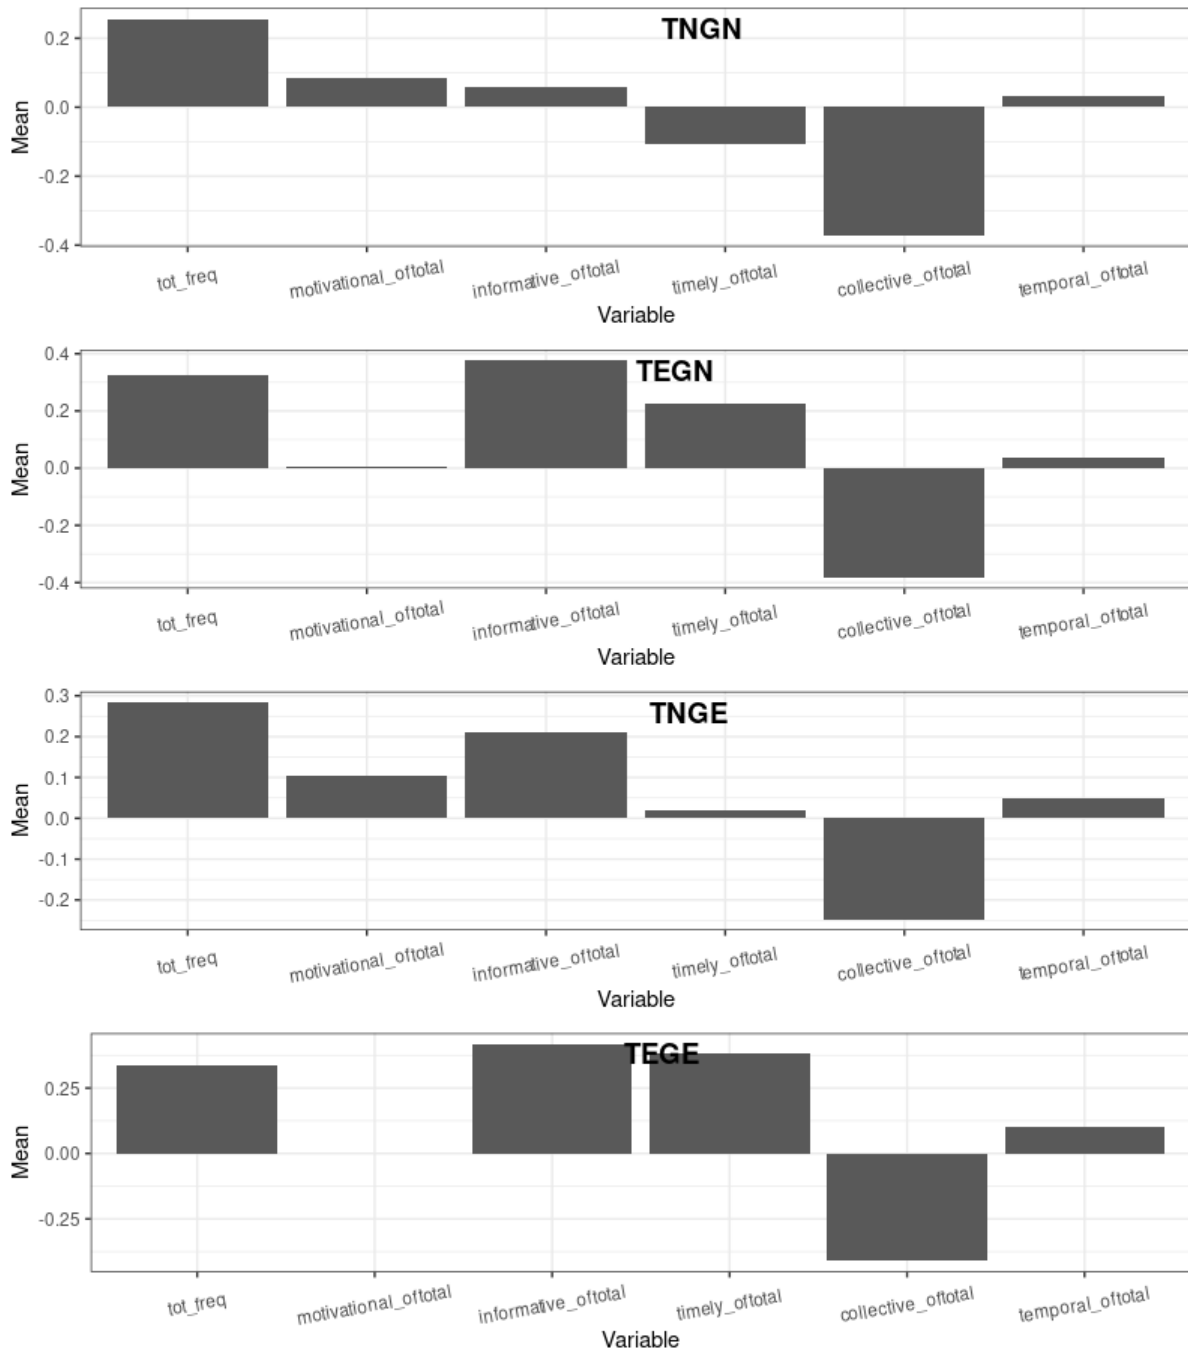 TNGN
Mean
0.2
0.0
-0.2
-0.4
tot_freq motivational_oftotal informative_oftotal timely_oftotal collective_oftotal temporal_oftotal
Variable
TEGN
Mean
0.4
0.2
0.0
-0.2
-0.4
tot_freq motivational_oftotal informative_oftotal timely_oftotal collective_oftotal temporal_oftotal
Variable
TNGE
Mean
0.3
0.2
0.1
0.0
-0.1
-0.2
tot_freq motivational_oftotal informative_oftotal timely_oftotal collective_oftotal temporal_oftotal
Variable
TEGE
Mean
0.25
0.00
-0.25
tot_freq motivational_oftotal informative_oftotal timely_oftotal collective_oftotal temporal_oftotal
Variable